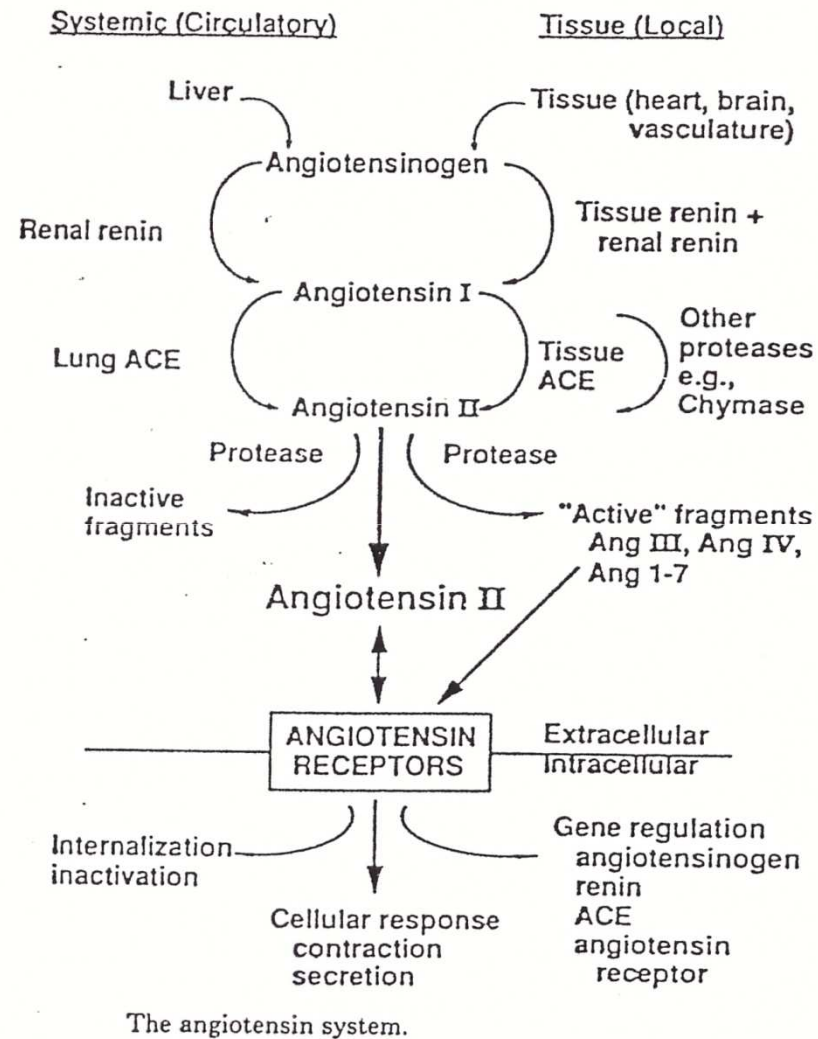 Systemic (Circulatory)
Tissue (Local)
Liver
Tissue (heart, brain,
vasculature)
Angiotensinogen
Renal renin
Tissue renin +
renal renin
Angiotensin I
Lung ACE
Tissue
ACE
Other
proteases
e.g.,
Chymase
Angiotensin II
Protease
Protease
Inactive
fragments
"Active" fragments
Ang III, Ang IV,
Ang 1-7
Angiotensin II
ANGIOTENSIN
RECEPTORS
Extracellular
Intracellular
Internalization
inactivation
Gene regulation
angiotensinogen
renin
ACE
angiotensin
receptor
Cellular response
contraction
secretion
The angiotensin system.